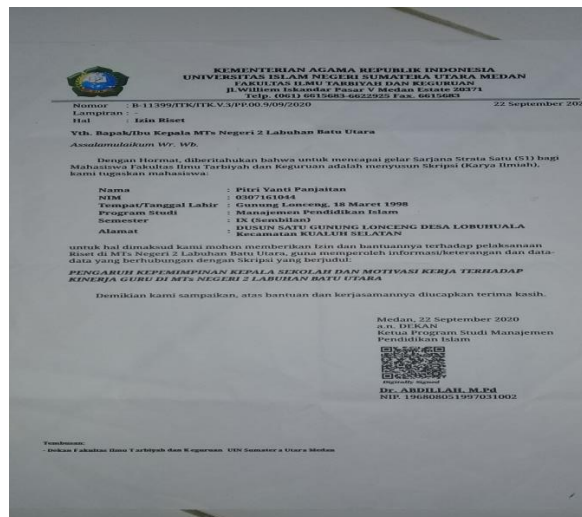 KEMENTERIAN AGAMA REPUBLIK INDONESIA
UNIVERSITAS ISLAM NEGERI SUMATERA UTARA MEDAN
FAKULTAS ILMU TARBIYAH DAN KEGURUAN
Jl.Williem Iskandar Pasar V Medan Estate 20371
Telp. (061) 6615683-6622925 Fax. 6615683
Nomor : B-11399/ITK/ITK.V.3/PP.00.9/09/2020 22 September 202
Lampiran : -
Hal : Izin Riset
Yth. Bapak/Ibu Kepala MTs Negeri 2 Labuhan Batu Utara
Assalamulaikum Wr. Wb.
Dengan Hormat, diberitahukan bahwa untuk mencapai gelar Sarjana Strata Satu (S1) bagi
Mahasiswa Fakultas Ilmu Tarbiyah dan Keguruan adalah menyusun Skripsi (Karya Ilmiah),
kami tugaskan mahasiswa:
Nama : Pitri Yanti Panjaitan
NIM : 0307161044
Tempat/Tanggal Lahir : Gunung Lonceng, 18 Maret 1998
Program Studi : Manajemen Pendidikan Islam
Semester : IX (Sembilan)
Alamat : DUSUN SATU GUNUNG LONCENG DESA LOBUHUALA
Kecamatan KUALUH SELATAN
untuk hal dimaksud kami mohon memberikan Izin dan bantuannya terhadap pelaksanaan
Riset di MTs Negeri 2 Labuhan Batu Utara, guna memperoleh informasi/keterangan dan data-
data yang berhubungan dengan Skripsi yang berjudul:
PENGARUH KEPEMIMPINAN KEPALA SEKOLAH DAN MOTIVASI KERJA TERHADAP
KINERJA GURU DI MTs NEGERI 2 LABUHAN BATU UTARA
Demikian kami sampaikan, atas bantuan dan kerjasamannya diucapkan terima kasih.
Medan, 22 September 2020
a.n. DEKAN
Ketua Program Studi Manajemen
Pendidikan Islam
Digitally Signed
Dr. ABDILLAH, M.Pd
NIP. 196808051997031002
Tembusan:
- Dekan Fakultas Ilmu Tarbiyah dan Keguruan UIN Sumatera Utara Medan